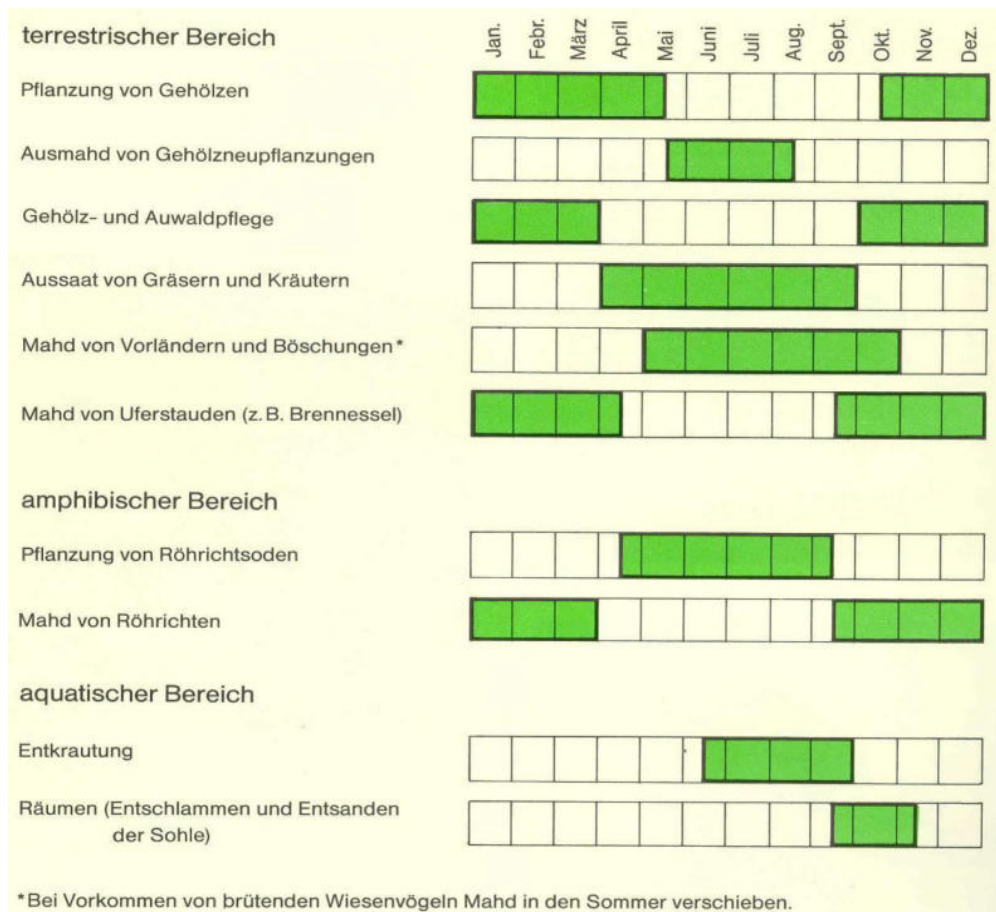 terrestrischer Bereich
Jan. Febr. März April Mai Juni Juli Aug. Sept. Okt. Nov. Dez.
Pflanzung von Gehölzen
Ausmahd von Gehölzneupflanzungen
Gehölz- und Auwaldpflege
Aussaat von Gräsern und Kräutern
Mahd von Vorländern und Böschungen*
Mahd von Uferstauden (z.B. Brennessel)
amphibischer Bereich
Pflanzung von Röhrichtsoden
Mahd von Röhrichten
aquatischer Bereich
Entkrautung
Räumen (Entschlammen und Entsanden
der Sohle)
*Bei Vorkommen von brütenden Wiesenvögeln Mahd in den Sommer verschieben.